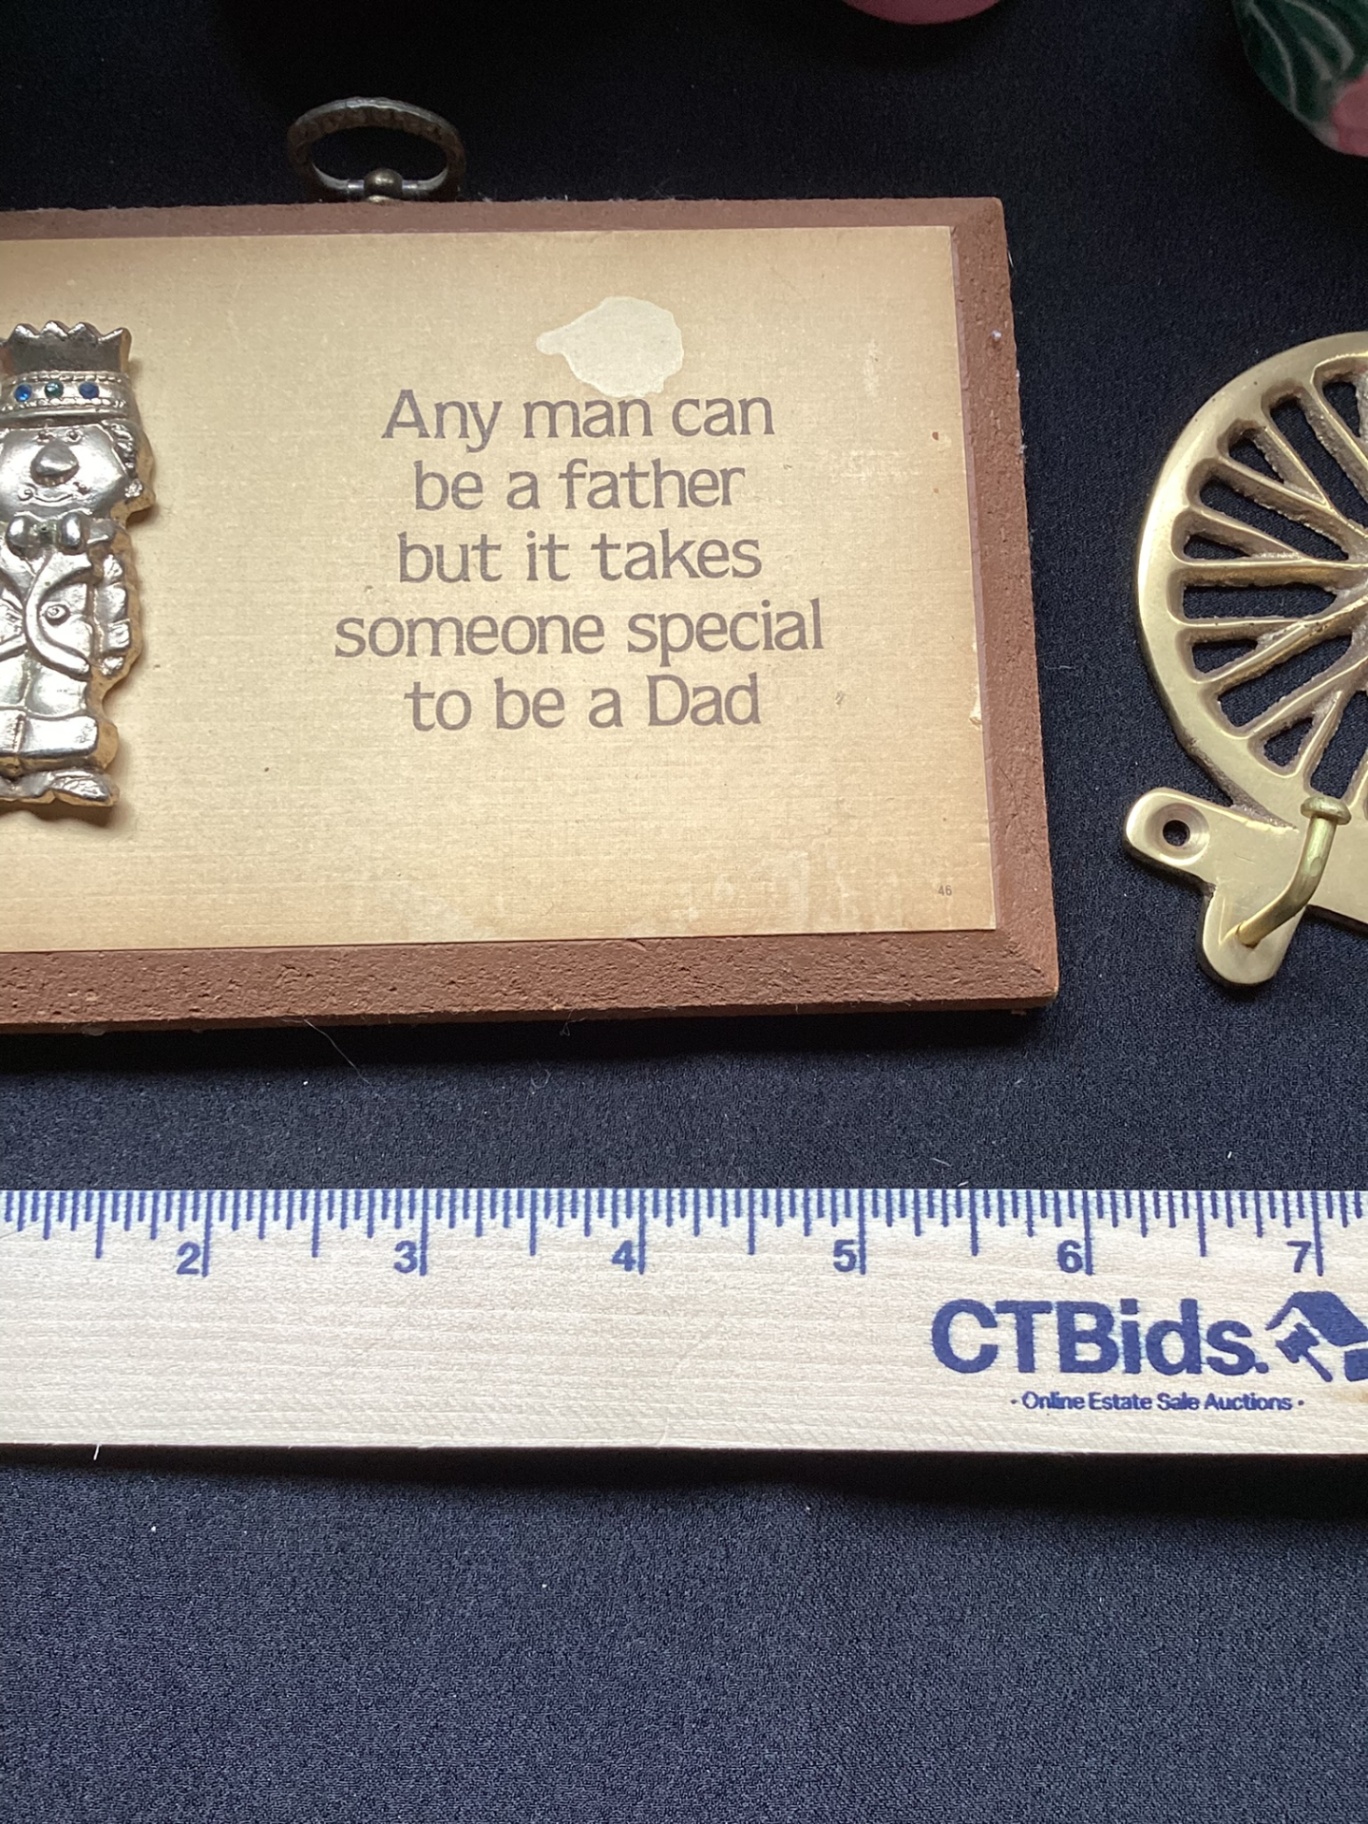 Any man can
be a father
but it takes
someone special
to be a Dad
46
2 3 4 5 6 7
CTBids.
· Online Estate Sale Auctions ·